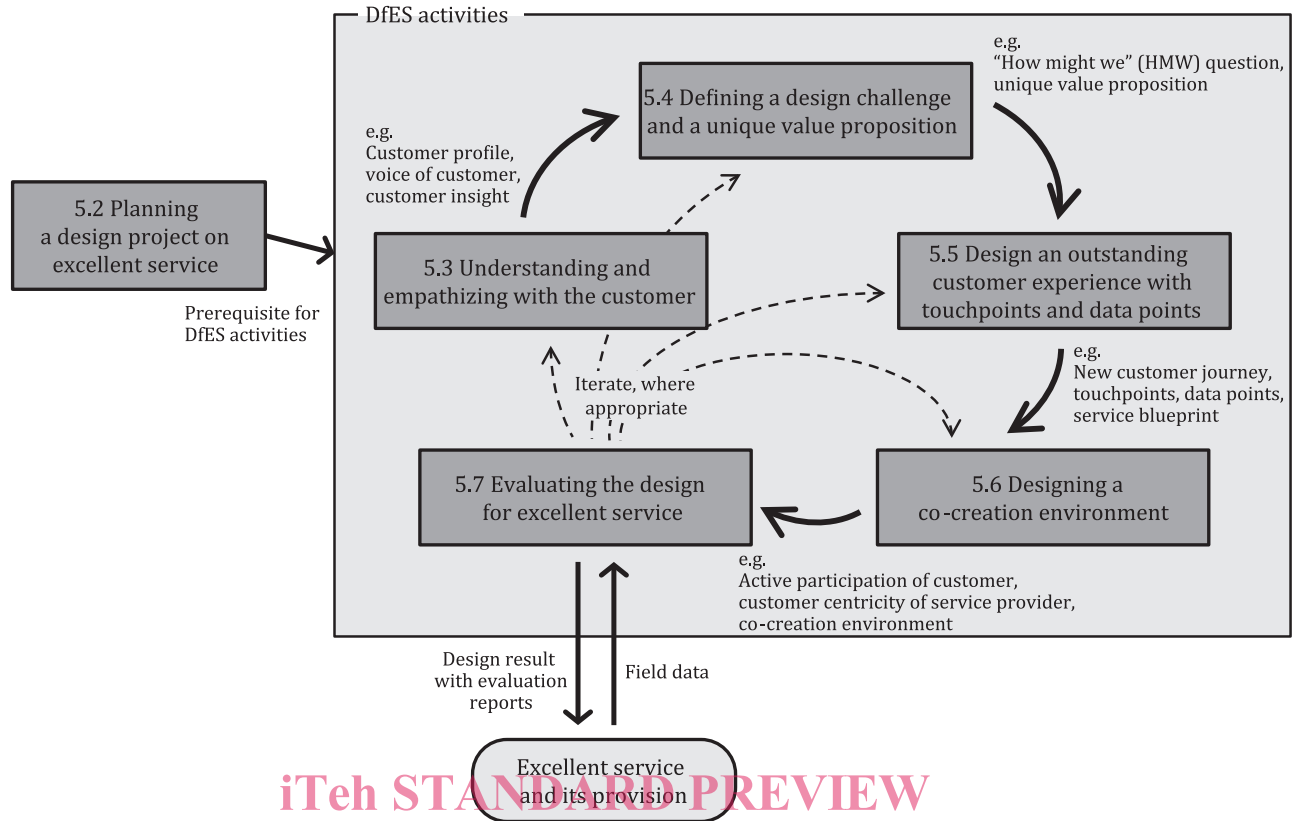 DfES activities
e.g.
“How might we” (HMW) question,
unique value proposition
5.4 Defining a design challenge
and a unique value proposition
e.g.
Customer profile,
voice of customer,
customer insight
5.2 Planning
a design project on
excellent service
Prerequisite for
DfES activities
5.3 Understanding and
empathizing with the customer
5.5 Design an outstanding
customer experience with
touchpoints and data points
e.g.
New customer journey,
touchpoints, data points,
service blueprint
Iterate, where
appropriate
5.7 Evaluating the design
for excellent service
5.6 Designing a
co-creation environment
e.g.
Active participation of customer,
customer centricity of service provider,
co-creation environment
Design result
with evaluation
reports
Field data
Excellent service
and its provision
iTeh STANDARD PREVIEW